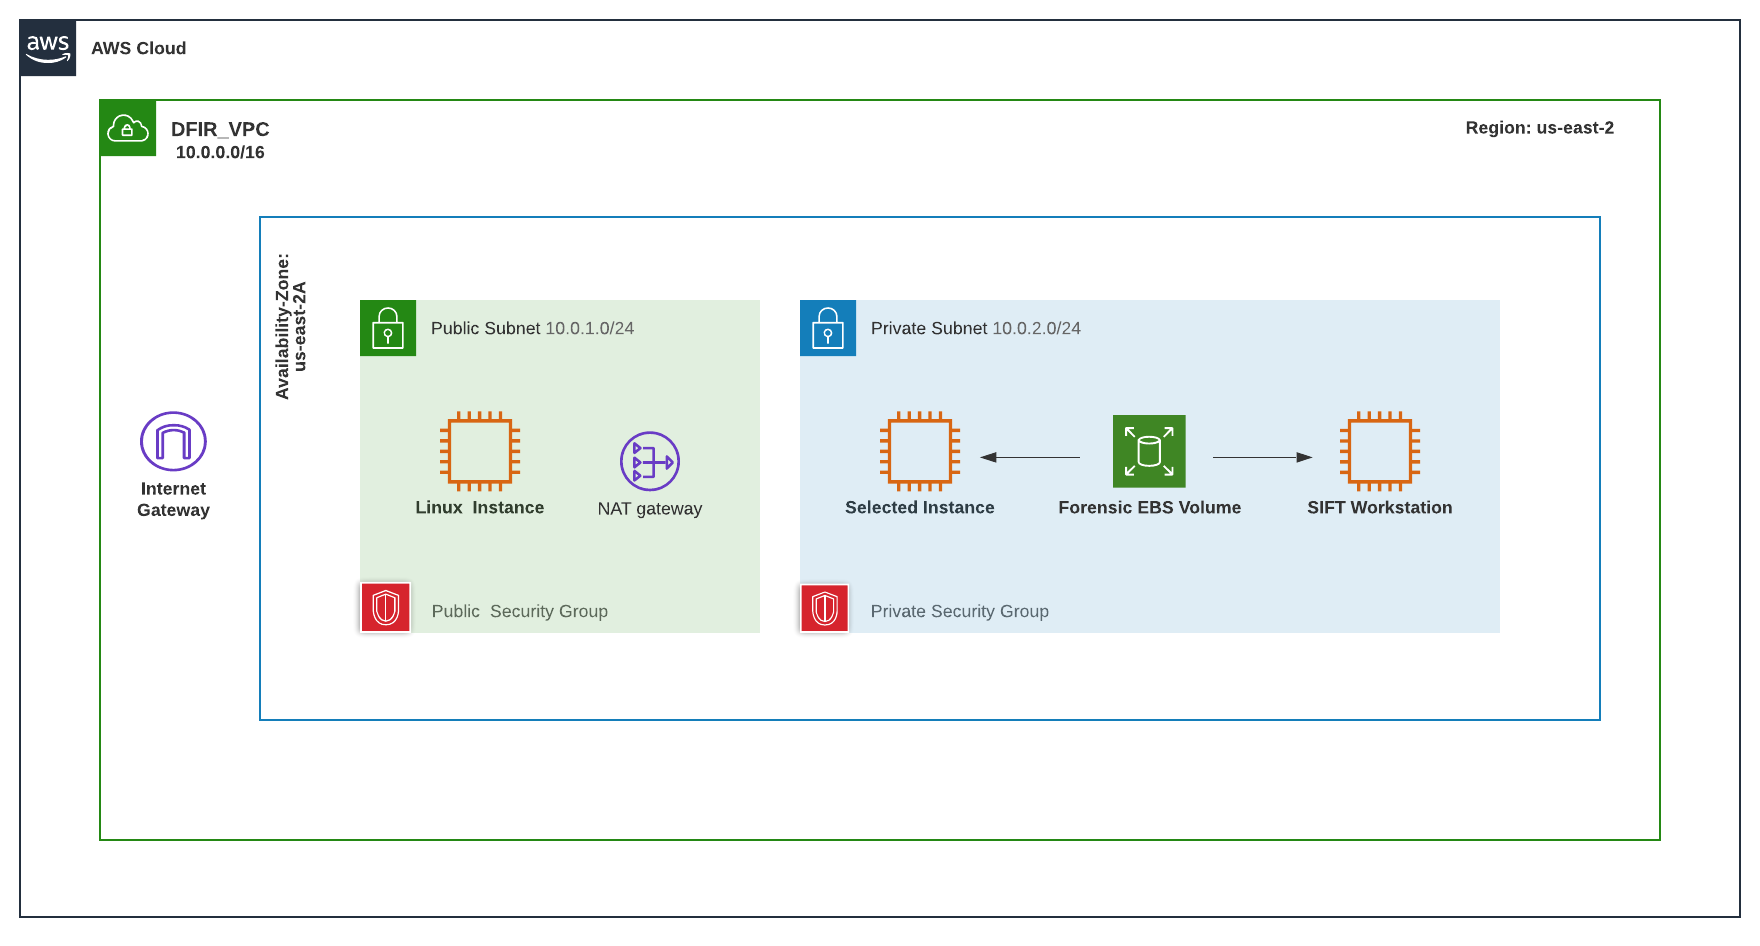 aws
AWS Cloud
DFIR_VPC
10.0.0.0/16
Region: us-east-2
Availability-Zone:
us-east-2A
Public Subnet 10.0.1.0/24
Private Subnet 10.0.2.0/24
Internet
Gateway
Linux Instance
NAT gateway
Selected Instance
Forensic EBS Volume
SIFT Workstation
Public Security Group
Private Security Group